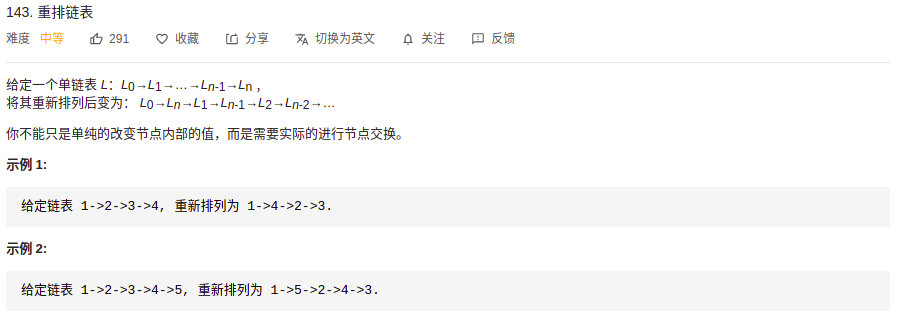 143. 重排链表
难度 中等 291 收藏 分享 切换为英文 关注 反馈
给定一个单链表 L：L0→L1→…→Ln-1→Ln ，
将其重新排列后变为： L0→Ln→L1→Ln-1→L2→Ln-2→…
你不能只是单纯的改变节点内部的值，而是需要实际的进行节点交换。
示例 1:
给定链表 1->2->3->4, 重新排列为 1->4->2->3.
示例 2:
给定链表 1->2->3->4->5, 重新排列为 1->5->2->4->3.